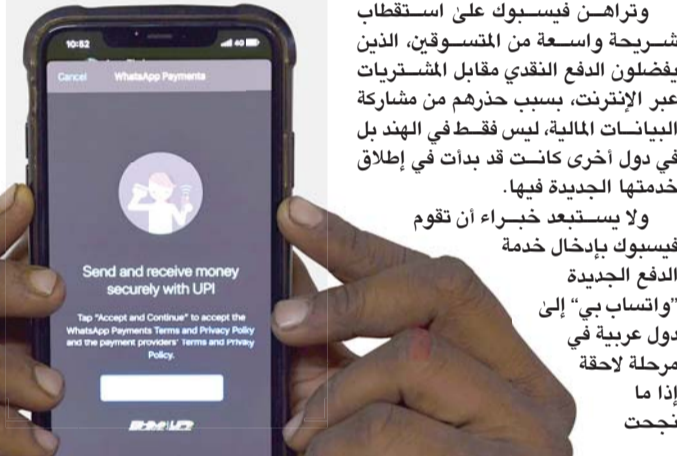 وتراهن فيسبوك على استقطاب
شريحة واسعة من المتسوقين، الذين
يفضلون الدفع النقدي مقابل المشتريات
عبر الإنترنت، بسبب حذرهم من مشاركة
البيانات المالية، ليس فقط في الهند بل
في دول أخرى كانت قد بدأت في إطلاق
خدمتها الجديدة فيها.
ولا يستبعد خبراء أن تقوم
فيسبوك بإدخال خدمة
الدفع الجديدة
”واتساب بي“ إلى
دول عربية في
مرحلة لاحقة
إذا ما
نجحت
10:52
4G
Cancel WhatsApp Payments
Send and receive money
securely with UPI
Tap "Accept and Continue" to accept the
WhatsApp Payments Terms and Privacy Policy
and the payment providers' Terms and Privacy
Policy.